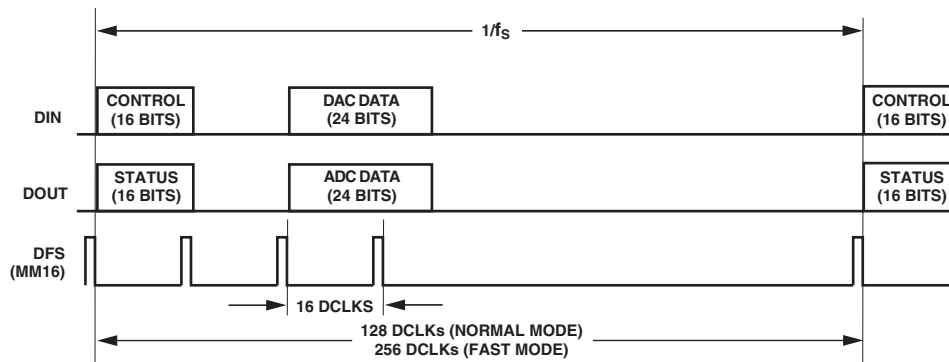 1/fS
CONTROL
(16 BITS)
DAC DATA
(24 BITS)
CONTROL
(16 BITS)
DIN
STATUS
(16 BITS)
ADC DATA
(24 BITS)
STATUS
(16 BITS)
DOUT
DFS
(MM16)
16 DCLKS
128 DCLKs (NORMAL MODE)
256 DCLKs (FAST MODE)